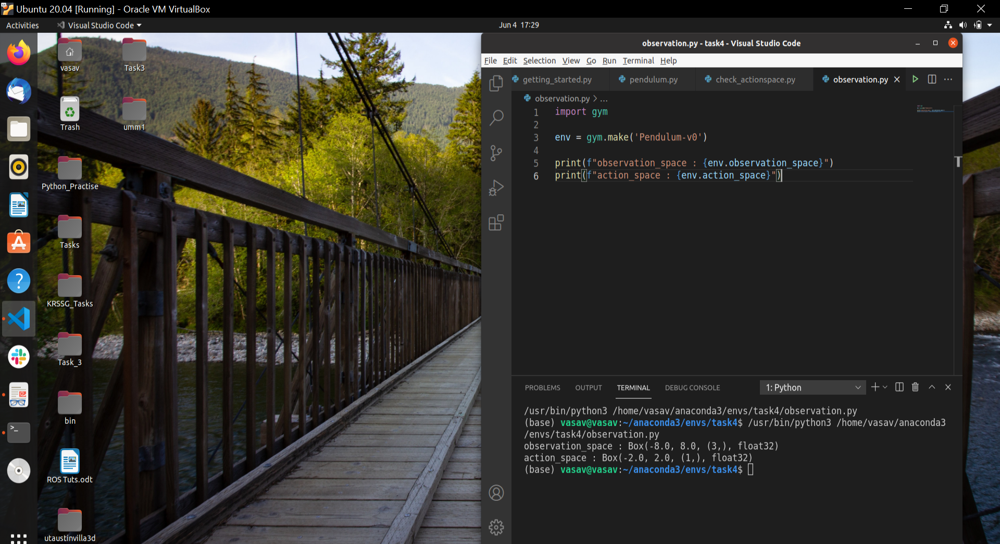 Ubuntu 20.04 [Running] - Oracle VM VirtualBox
Activities
Visual Studio Code
Jun 4 17:29
vasav
Task3
Trash
umm1
Python_Practise
Tasks
KRSSG_Tasks
Task_3
bin
ROS Tuts.odt
utaustinvilla3d
observation.py - task4 - Visual Studio Code
File Edit Selection View Go Run Terminal Help
getting_started.py pendulum.py check_actionspace.py observation.py
observation.py > ...
1 import gym
2
3 env = gym.make('Pendulum-v0')
4
5 print(f"observation_space : {env.observation_space}")
6 print(f"action_space : {env.action_space}")
PROBLEMS OUTPUT TERMINAL DEBUG CONSOLE 1: Python
/usr/bin/python3 /home/vasav/anaconda3/envs/task4/observation.py
(base) vasav@vasav:~/anaconda3/envs/task4$ /usr/bin/python3 /home/vasav/anaconda3
/envs/task4/observation.py
observation_space : Box(-8.0, 8.0, (3,), float32)
action_space : Box(-2.0, 2.0, (1,), float32)
(base) vasav@vasav:~/anaconda3/envs/task4$